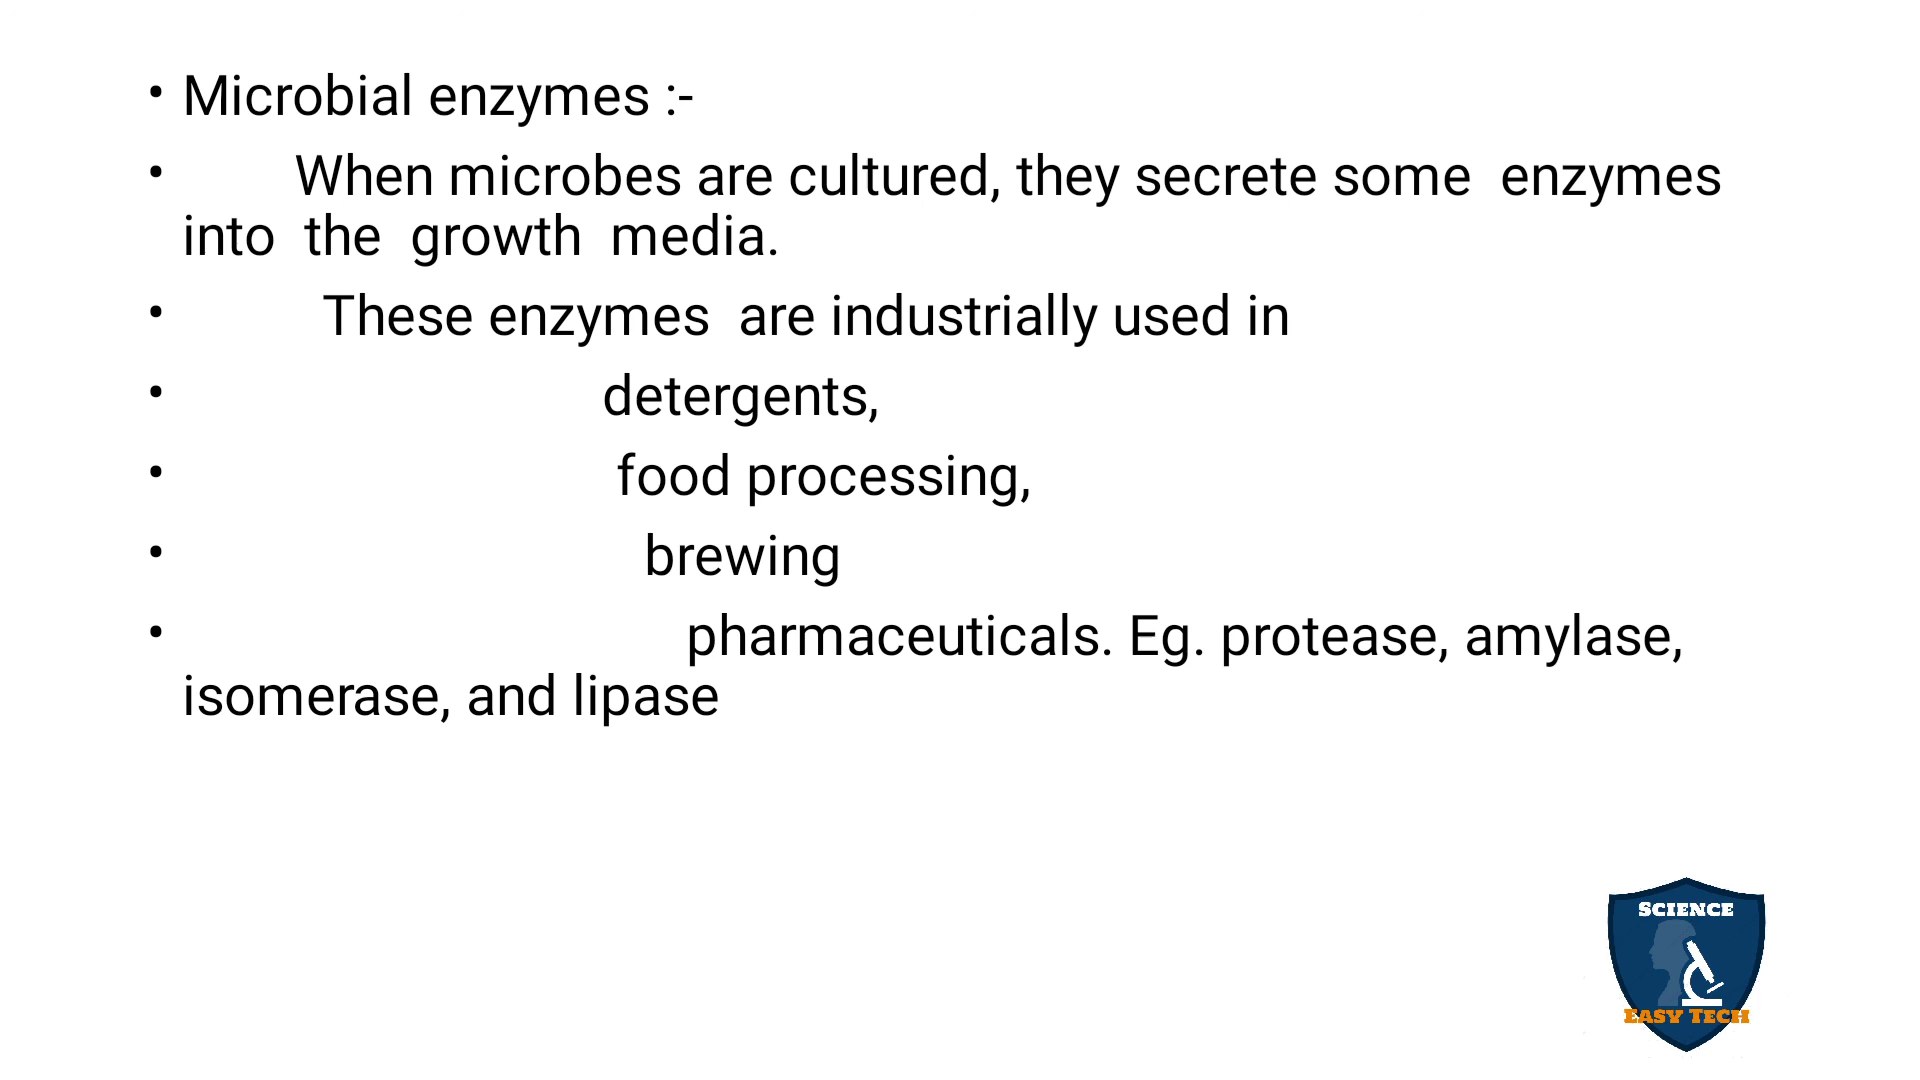 • Microbial enzymes :-
• When microbes are cultured, they secrete some enzymes
into the growth media.
• These enzymes are industrially used in
• detergents,
• food processing,
• brewing
• pharmaceuticals. Eg. protease, amylase,
isomerase, and lipase
SCIENCE
EASY TECH